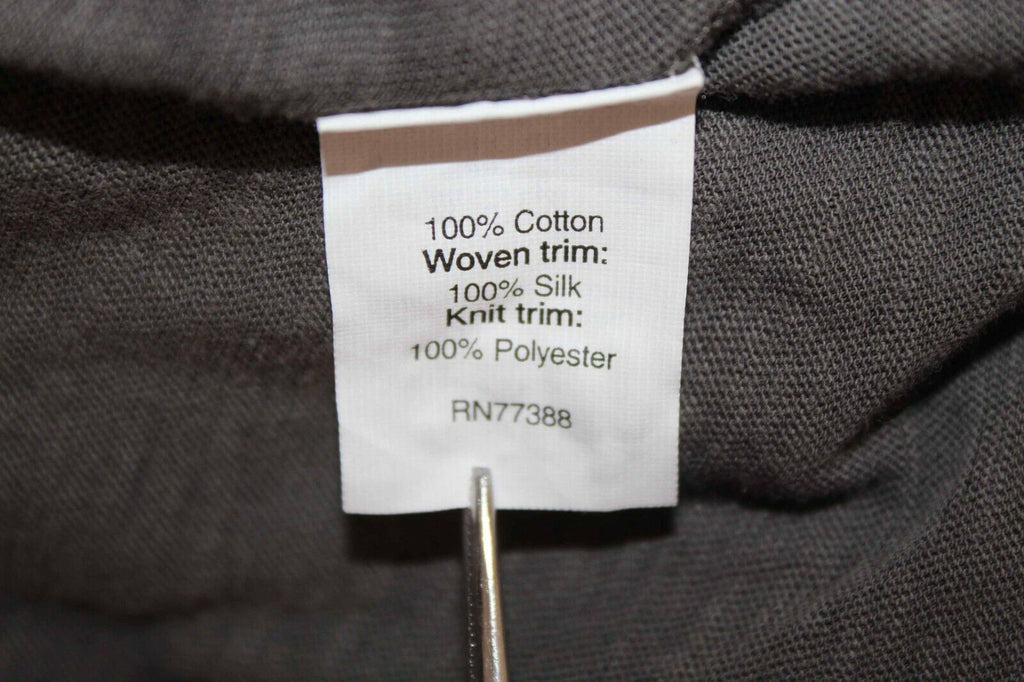 100% Cotton
Woven trim:
100% Silk
Knit trim:
100% Polyester
RN77388